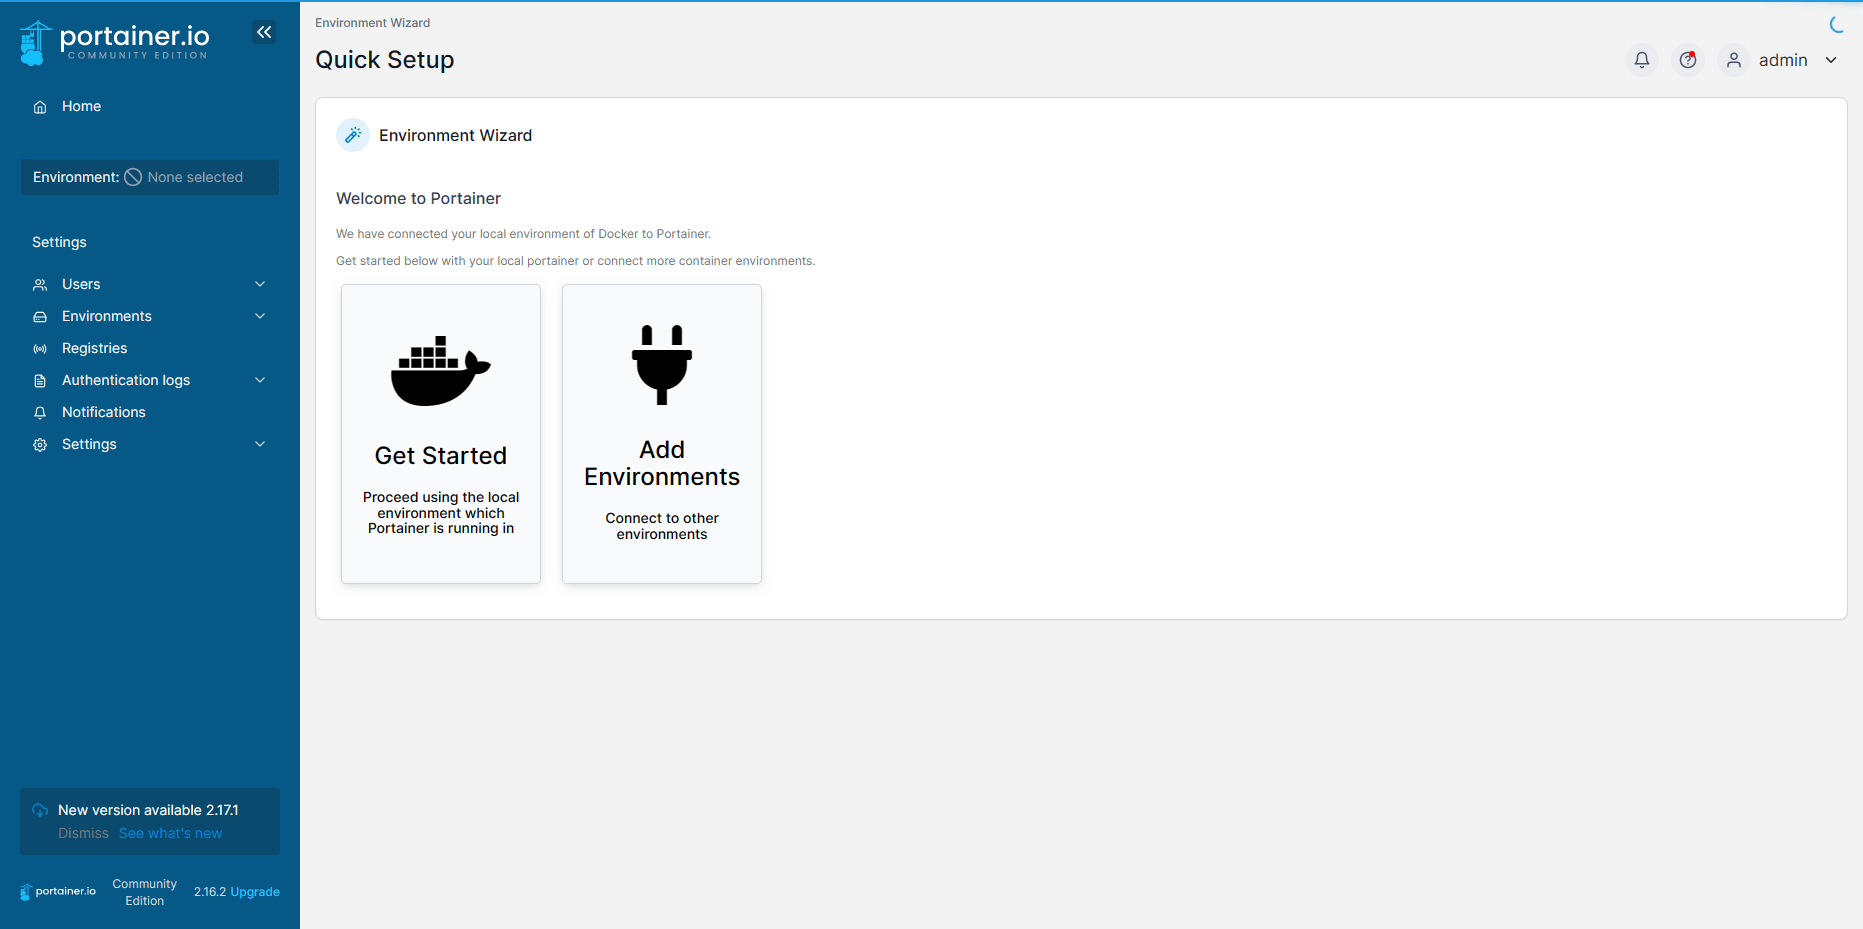 portainer.io
COMMUNITY EDITION
Home
Environment: None selected
Settings
Users
Environments
Registries
Authentication logs
Notifications
Settings
New version available 2.17.1
Dismiss See what's new
portainer.io
Community
Edition
2.16.2 Upgrade
Environment Wizard
Quick Setup
admin
Environment Wizard
Welcome to Portainer
We have connected your local environment of Docker to Portainer.
Get started below with your local portainer or connect more container environments.
Get Started
Proceed using the local
environment which
Portainer is running in
Add
Environments
Connect to other
environments